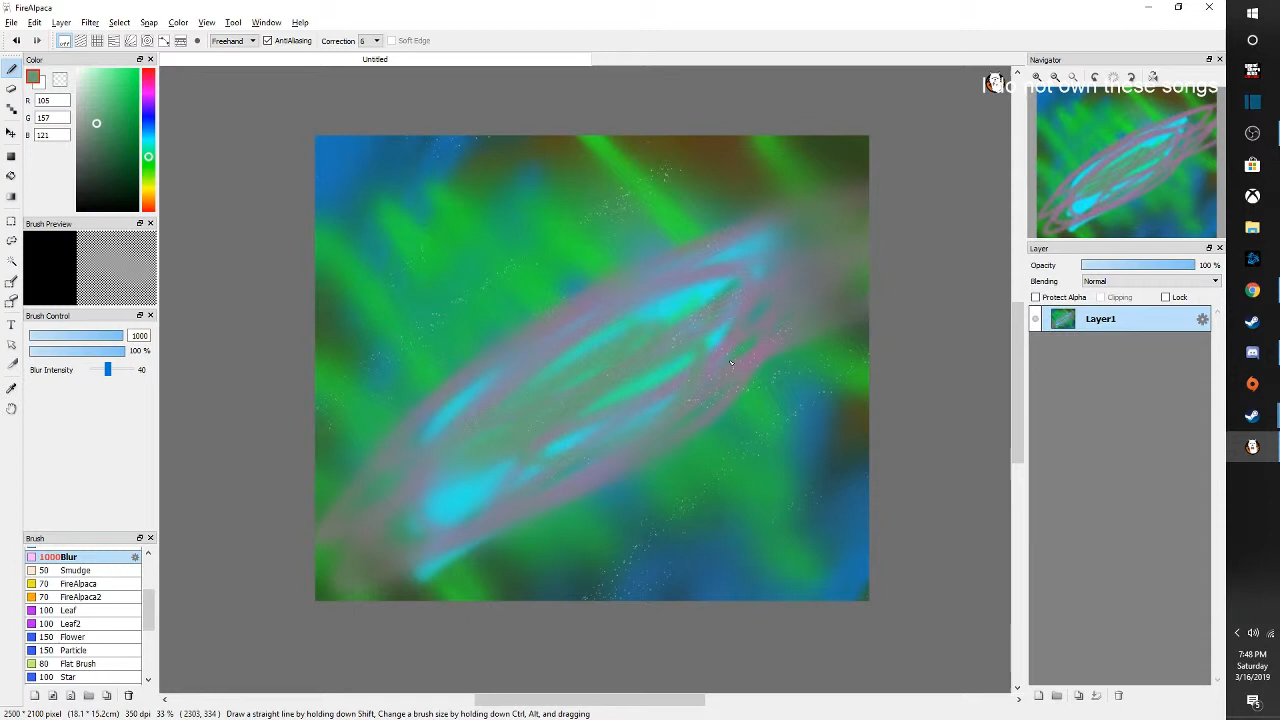 FireAlpaca
File Edit Layer Filter Select Snap Color View Tool Window Help
off Freehand AntiAliasing Correction 6 Soft Edge
Untitled
Color
R 105
G 157
B 121
Brush Preview
Brush Control
1000
100 %
Blur Intensity 40
Brush
1000 Blur
50 Smudge
70 FireAlpaca
70 FireAlpaca2
100 Leaf
100 Leaf2
150 Flower
150 Particle
80 Flat Brush
100 Star
Navigator
I do not own these songs
Layer
Opacity 100 %
Blending Normal
Protect Alpha Clipping Lock
Layer1
7:48 PM
Saturday
3/16/2019
5
2500 * 2100 pixel (18.1 * 15.2cm) 350 dpi 33 % (2303, 334) Draw a straight line by holding down Shift, Change a brush size by holding down Ctrl, Alt, and dragging